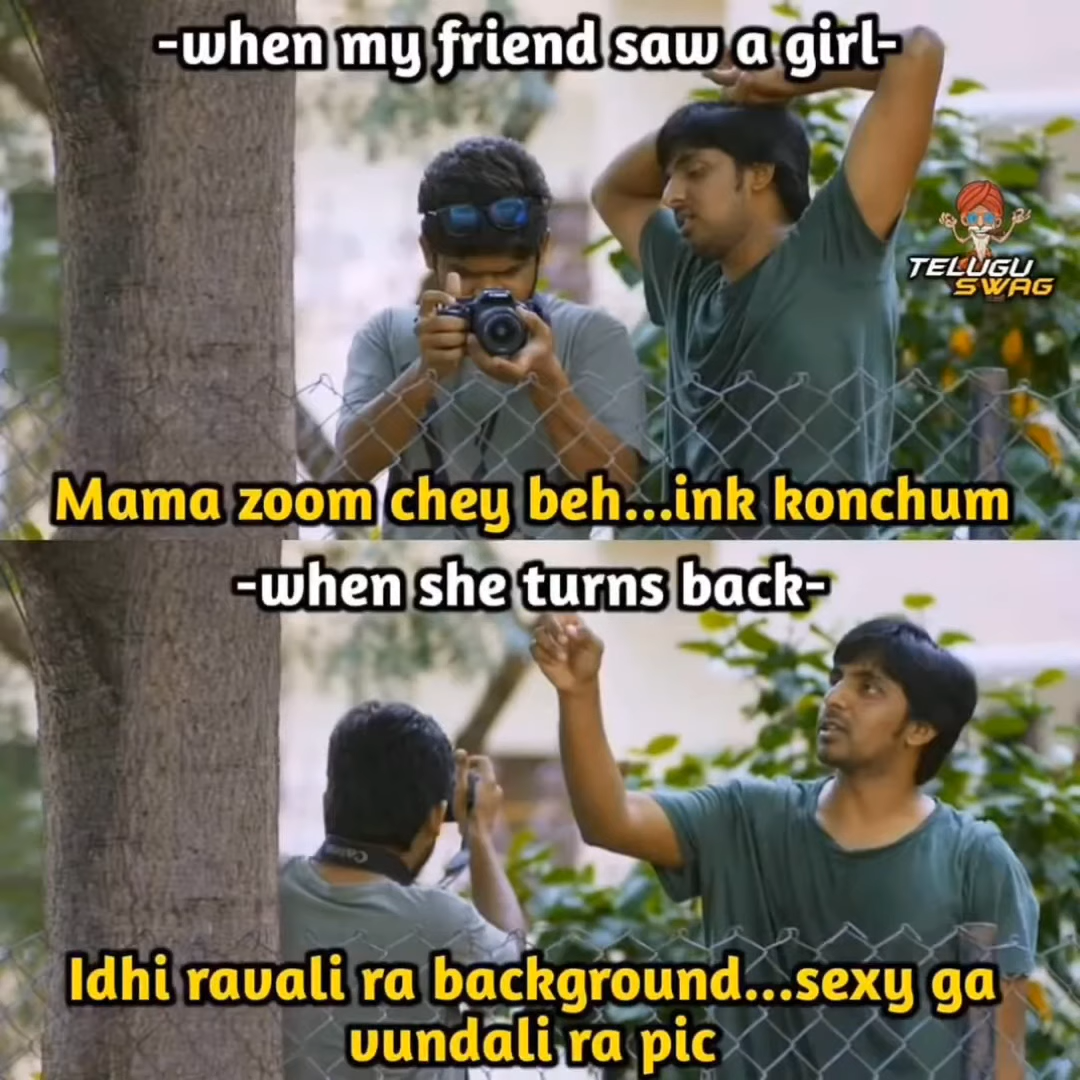 -when my friend saw a girl-
TELUGU
SWAG
Mama zoom chey beh...ink konchum
-when she turns back-
Canon
Idhi ravali ra background...sexy ga
vundali ra pic